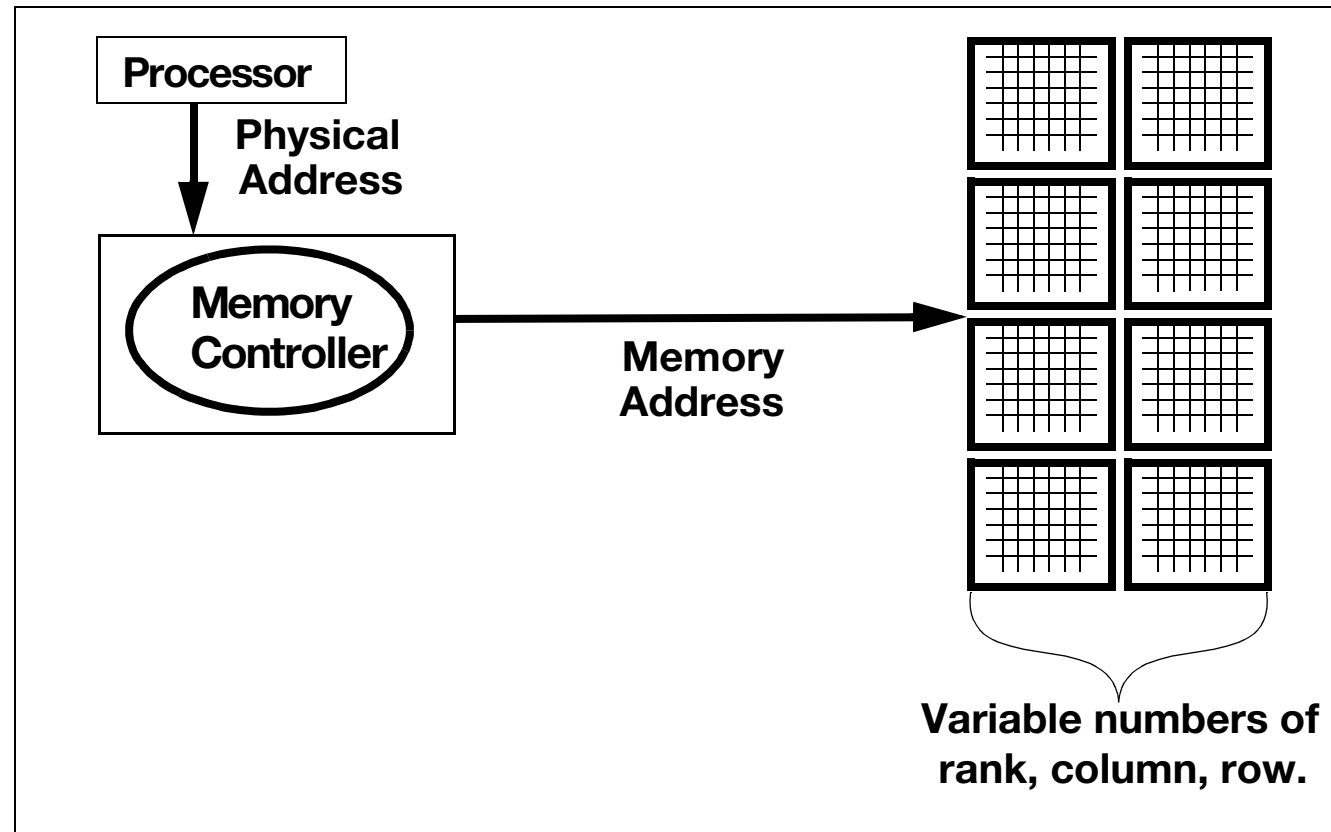 Processor
Physical
Address
Memory
Controller
Memory
Address
Variable numbers of
rank, column, row.